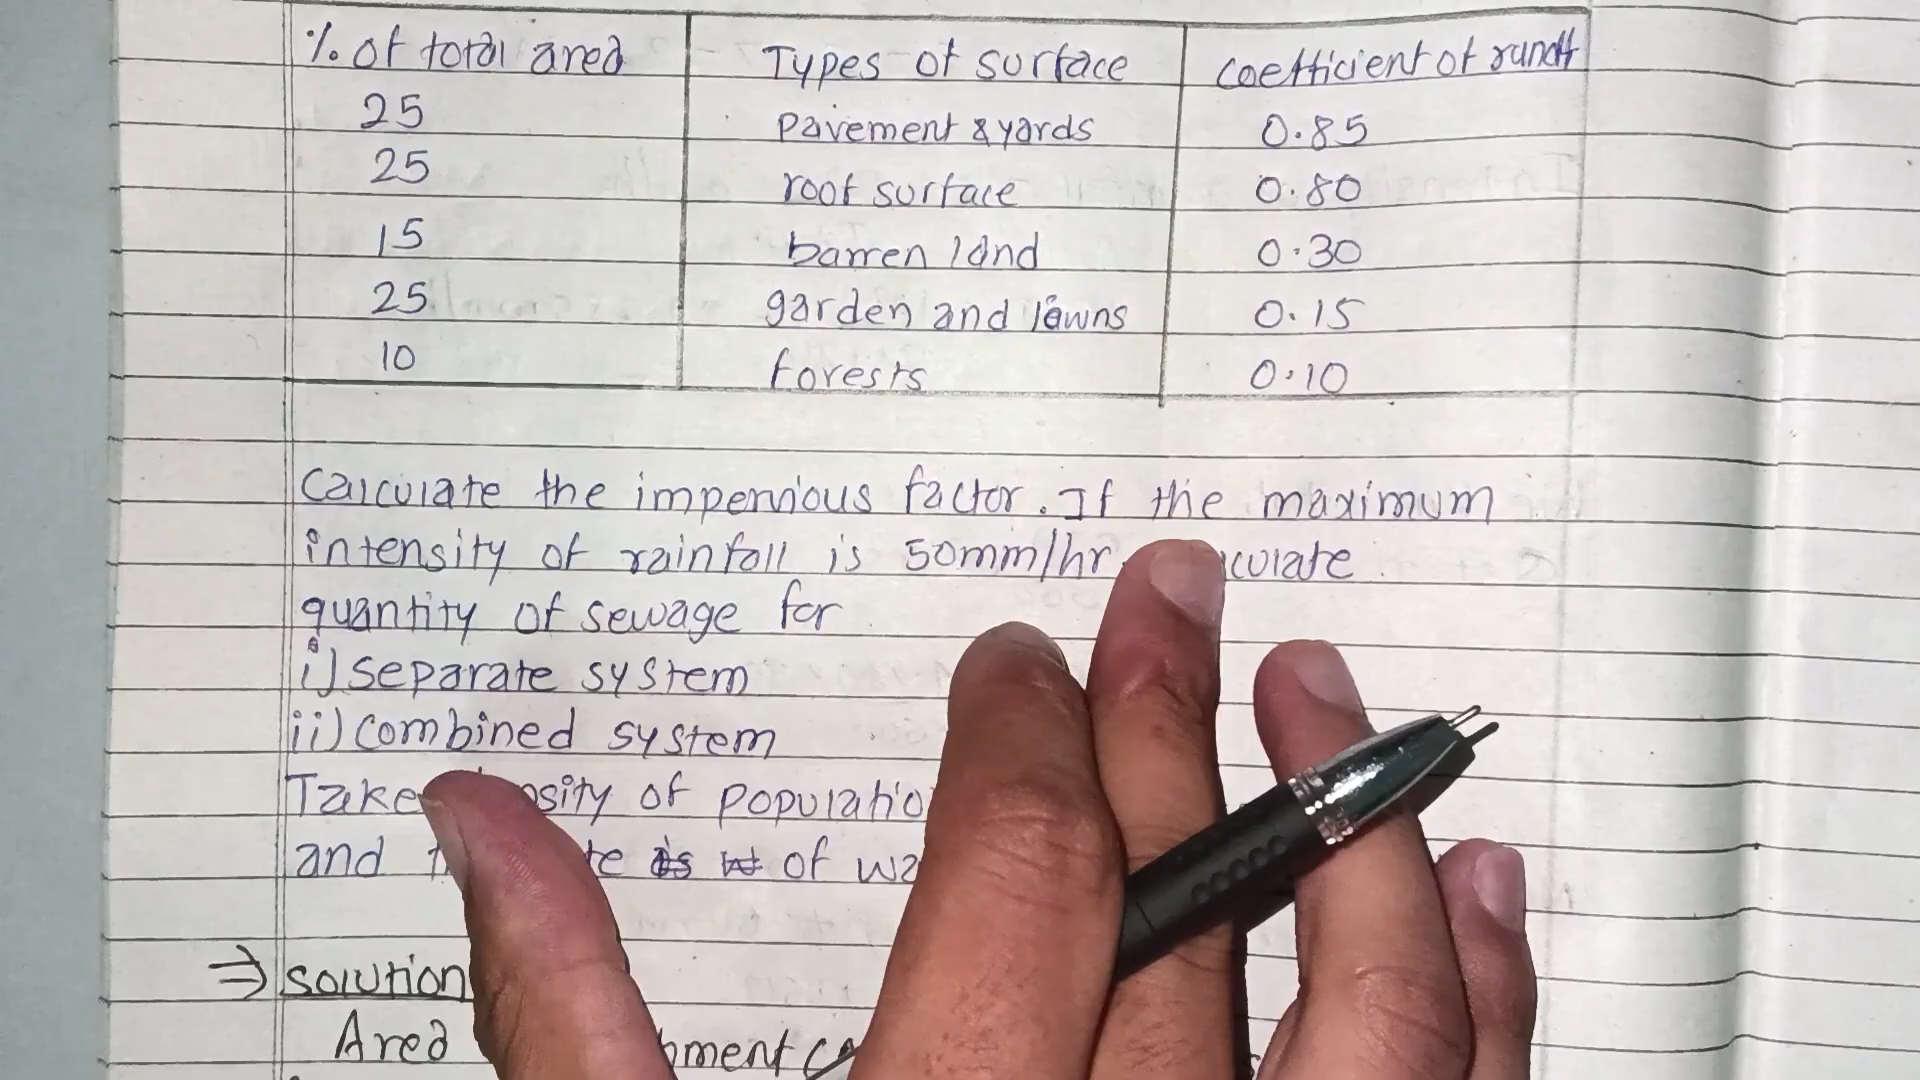 % of total area Types of surface coefficient of runoff
25 pavement & yards 0.85
25 roof surface 0.80
15 barren land 0.30
25 garden and lawns 0.15
10 forests 0.10
Calculate the impervious factor. If the maximum
intensity of rainfall is 50mm/hr
quantity of sewage for
i) separate system
ii) combined system
Take of population
and of
⇒ solution
Area